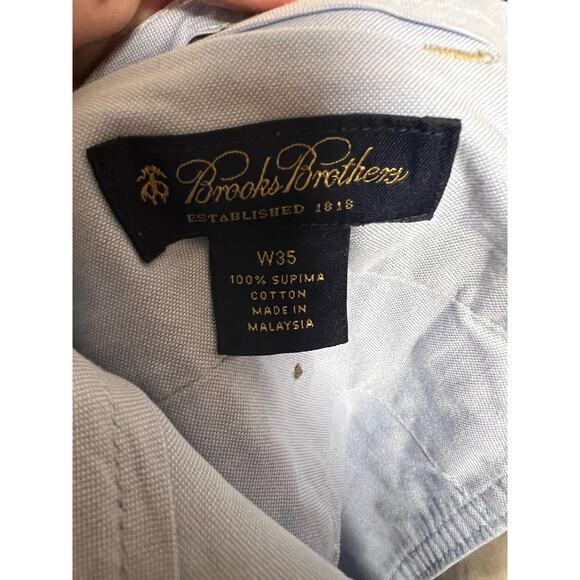 Brooks Brothers
ESTABLISHED 1818
W35
100% SUPIMA
COTTON
MADE IN
MALAYSIA